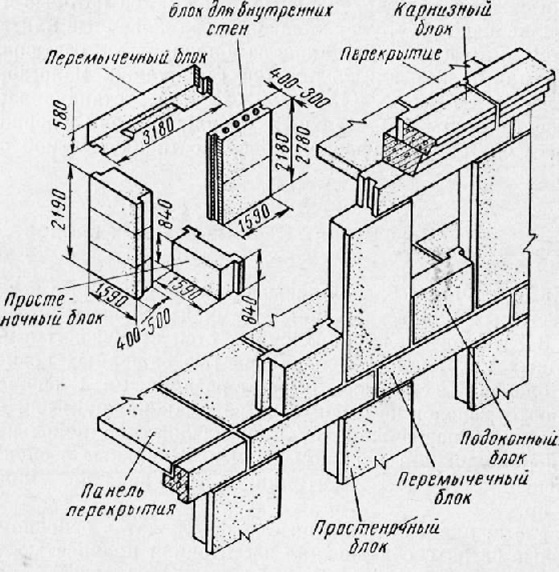 блок для внутренних
стен
Карнизный
блок
Перемычечный блок
Перекрытие
400-300
580
3180
2180
2780
2190
840
1590
Просте-
ночный блок
1590
400-500
1590
840
Подоконный
блок
Перемычечный
блок
Панель
перекрытия
Простеночный
блок